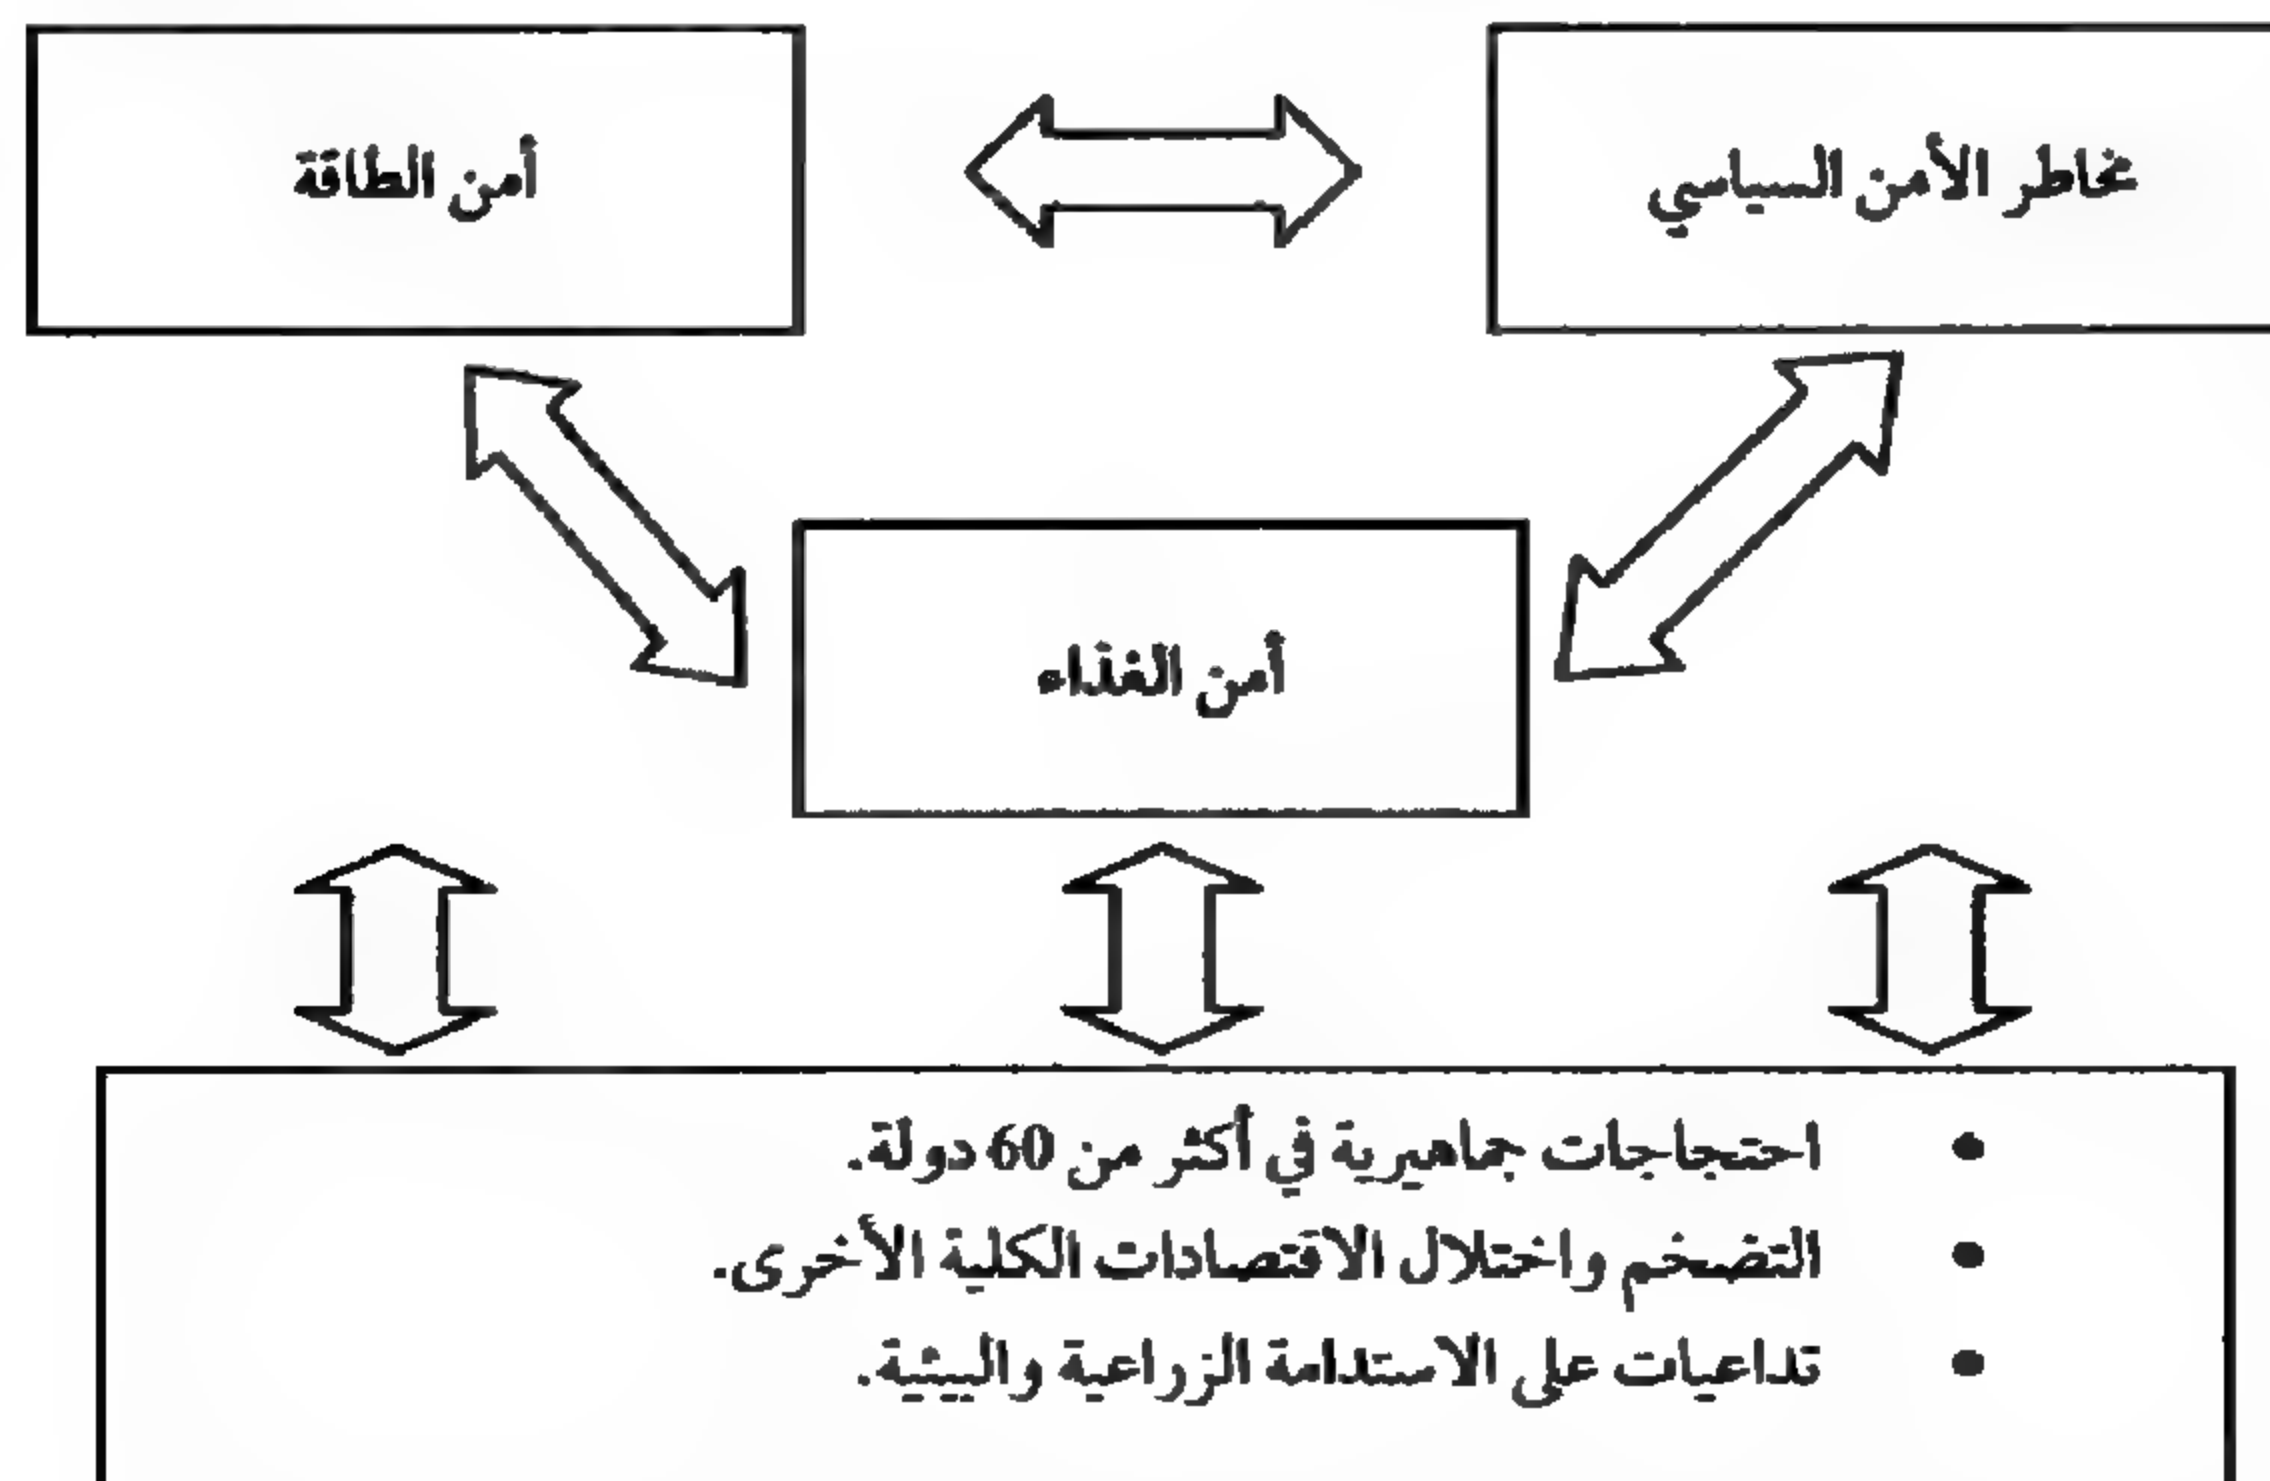 مخاطر الأمن السياسي
أمن الطاقة
أمن الغذاء
• احتجاجات جماهيرية في أكثر من 60 دولة.
• التضخم واختلال الاقتصادات الكلية الأخرى.
• تداعيات على الاستدامة الزراعية والبيئية.